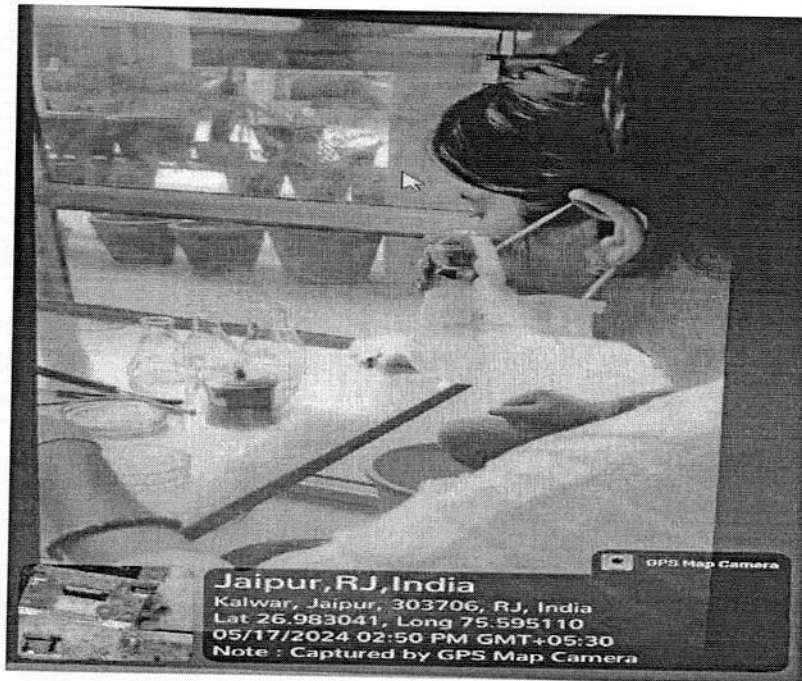 GPS Map Camera
Jaipur,RJ,India
Kalwar, Jaipur, 303706, RJ, India
Lat 26.983041, Long 75.595110
05/17/2024 02:50 PM GMT+05:30
Note : Captured by GPS Map Camera